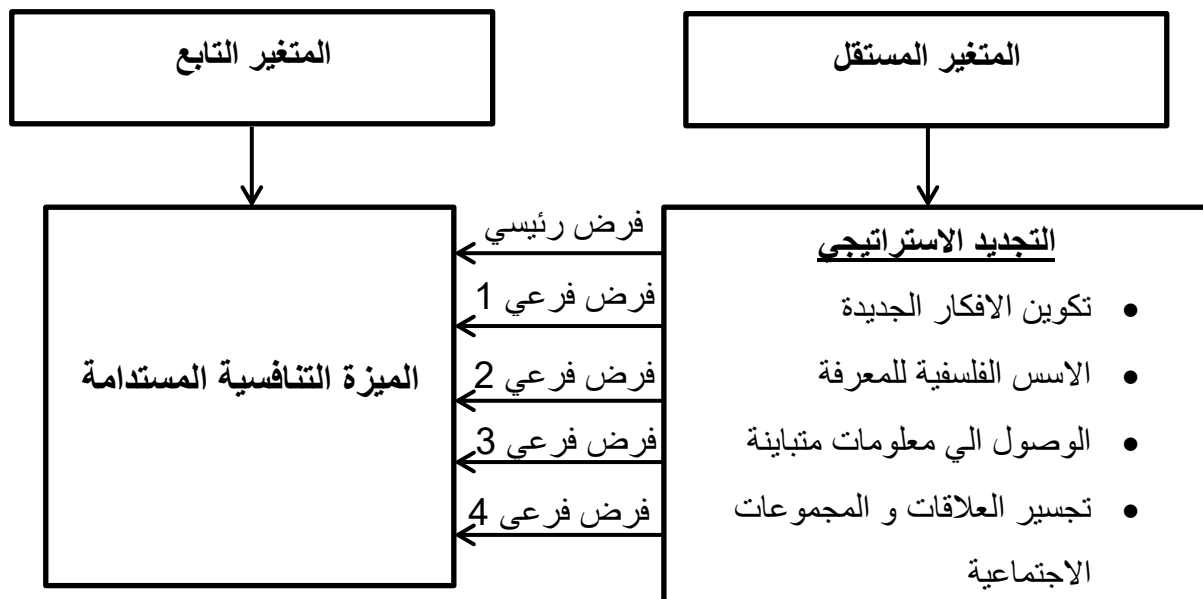 المتغير المستقل
المتغير التابع
التجديد الاستراتيجي
• تكوين الافكار الجديدة
• الاسس الفلسفية للمعرفة
• الوصول الي معلومات متباينة
• تجسير العلاقات و المجموعات
الاجتماعية
فرض رئيسي
فرض فرعي 1
فرض فرعي 2
فرض فرعي 3
فرض فرعي 4
الميزة التنافسية المستدامة